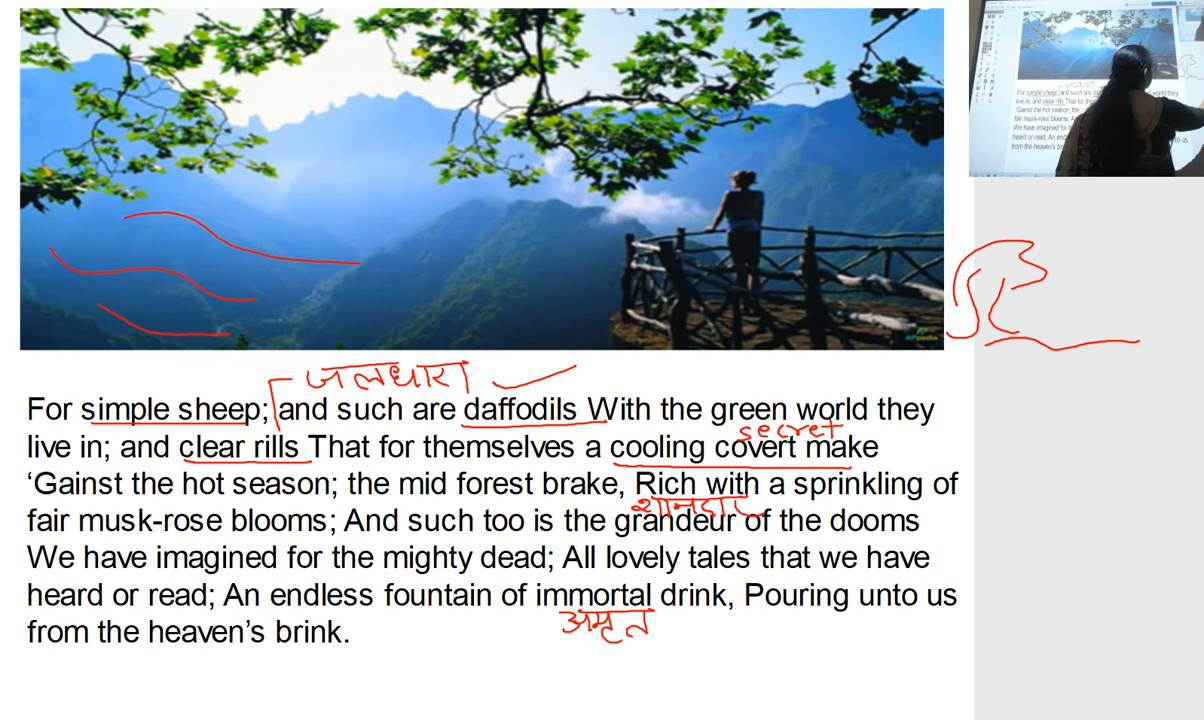 जलधारा
For simple sheep; and such are daffodils With the green world they
live in; and clear rills That for themselves a cooling covert make
secret
‘Gainst the hot season; the mid forest brake, Rich with a sprinkling of
शानदार
fair musk-rose blooms; And such too is the grandeur of the dooms
We have imagined for the mighty dead; All lovely tales that we have
heard or read; An endless fountain of immortal drink, Pouring unto us
अमृत
from the heaven’s brink.